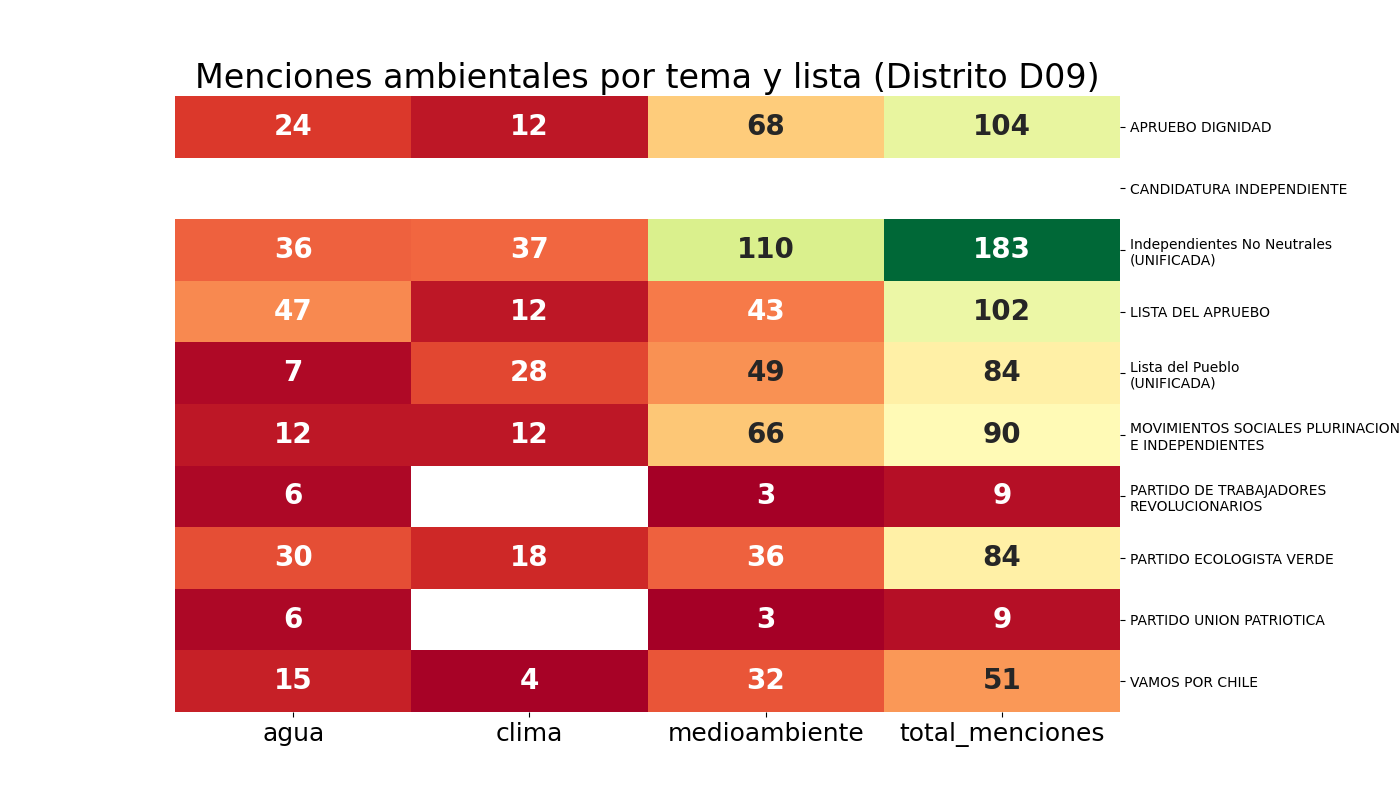 Menciones ambientales por tema y lista (Distrito D09)
24 12 68 104 APRUEBO DIGNIDAD
CANDIDATURA INDEPENDIENTE
36 37 110 183 Independientes No Neutrales
(UNIFICADA)
47 12 43 102 LISTA DEL APRUEBO
7 28 49 84 Lista del Pueblo
(UNIFICADA)
12 12 66 90 MOVIMIENTOS SOCIALES PLURINACION
E INDEPENDIENTES
6 3 9 PARTIDO DE TRABAJADORES
REVOLUCIONARIOS
30 18 36 84 PARTIDO ECOLOGISTA VERDE
6 3 9 PARTIDO UNION PATRIOTICA
15 4 32 51 VAMOS POR CHILE
agua clima medioambiente total_menciones